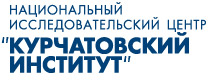 НАЦИОНАЛЬНЫЙ
ИССЛЕДОВАТЕЛЬСКИЙ ЦЕНТР
"КУРЧАТОВСКИЙ
ИНСТИТУТ"